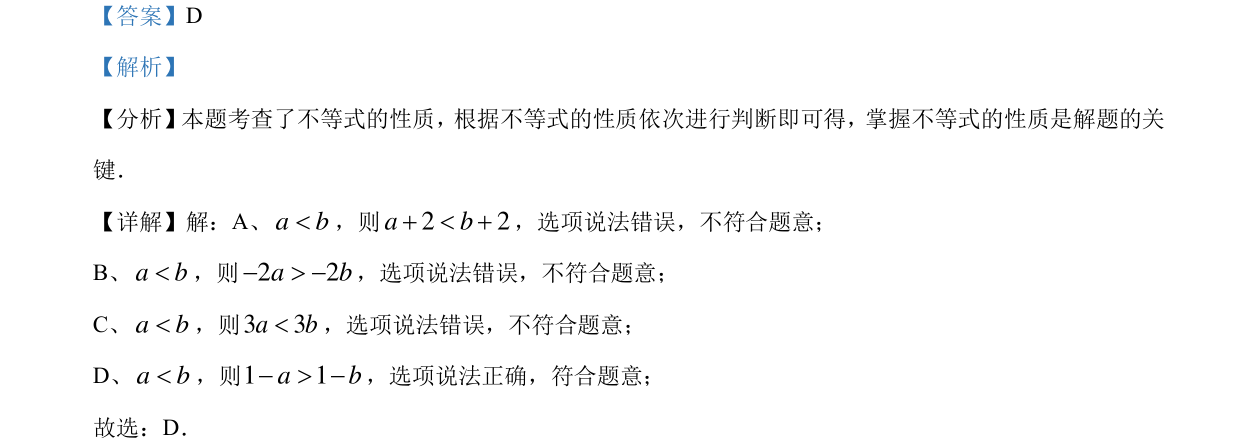 【答案】D
【解析】
【分析】本题考查了不等式的性质，根据不等式的性质依次进行判断即可得，掌握不等式的性质是解题的关
键．
【详解】解：A、a<b，则a+2<b+2，选项说法错误，不符合题意；
B、a<b，则−2a>−2b，选项说法错误，不符合题意；
C、a<b，则3a<3b，选项说法错误，不符合题意；
D、a<b，则1−a>1−b，选项说法正确，符合题意；
故选：D．